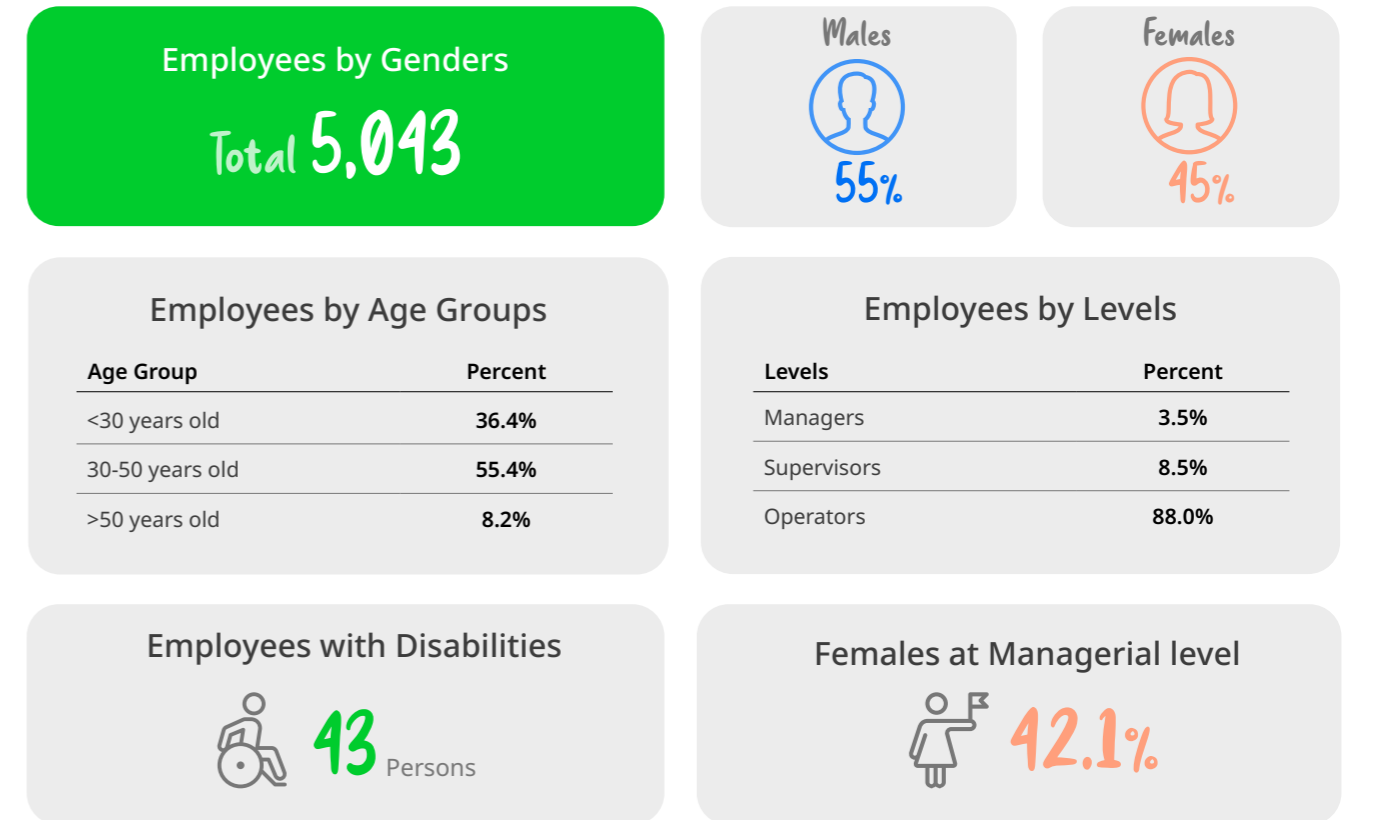 Employees by Genders
Total 5,043
Males
55%
Females
45%
Employees by Age Groups
Age Group Percent
<30 years old 36.4%
30-50 years old 55.4%
>50 years old 8.2%
Employees by Levels
Levels Percent
Managers 3.5%
Supervisors 8.5%
Operators 88.0%
Employees with Disabilities
43 Persons
Females at Managerial level
42.1%